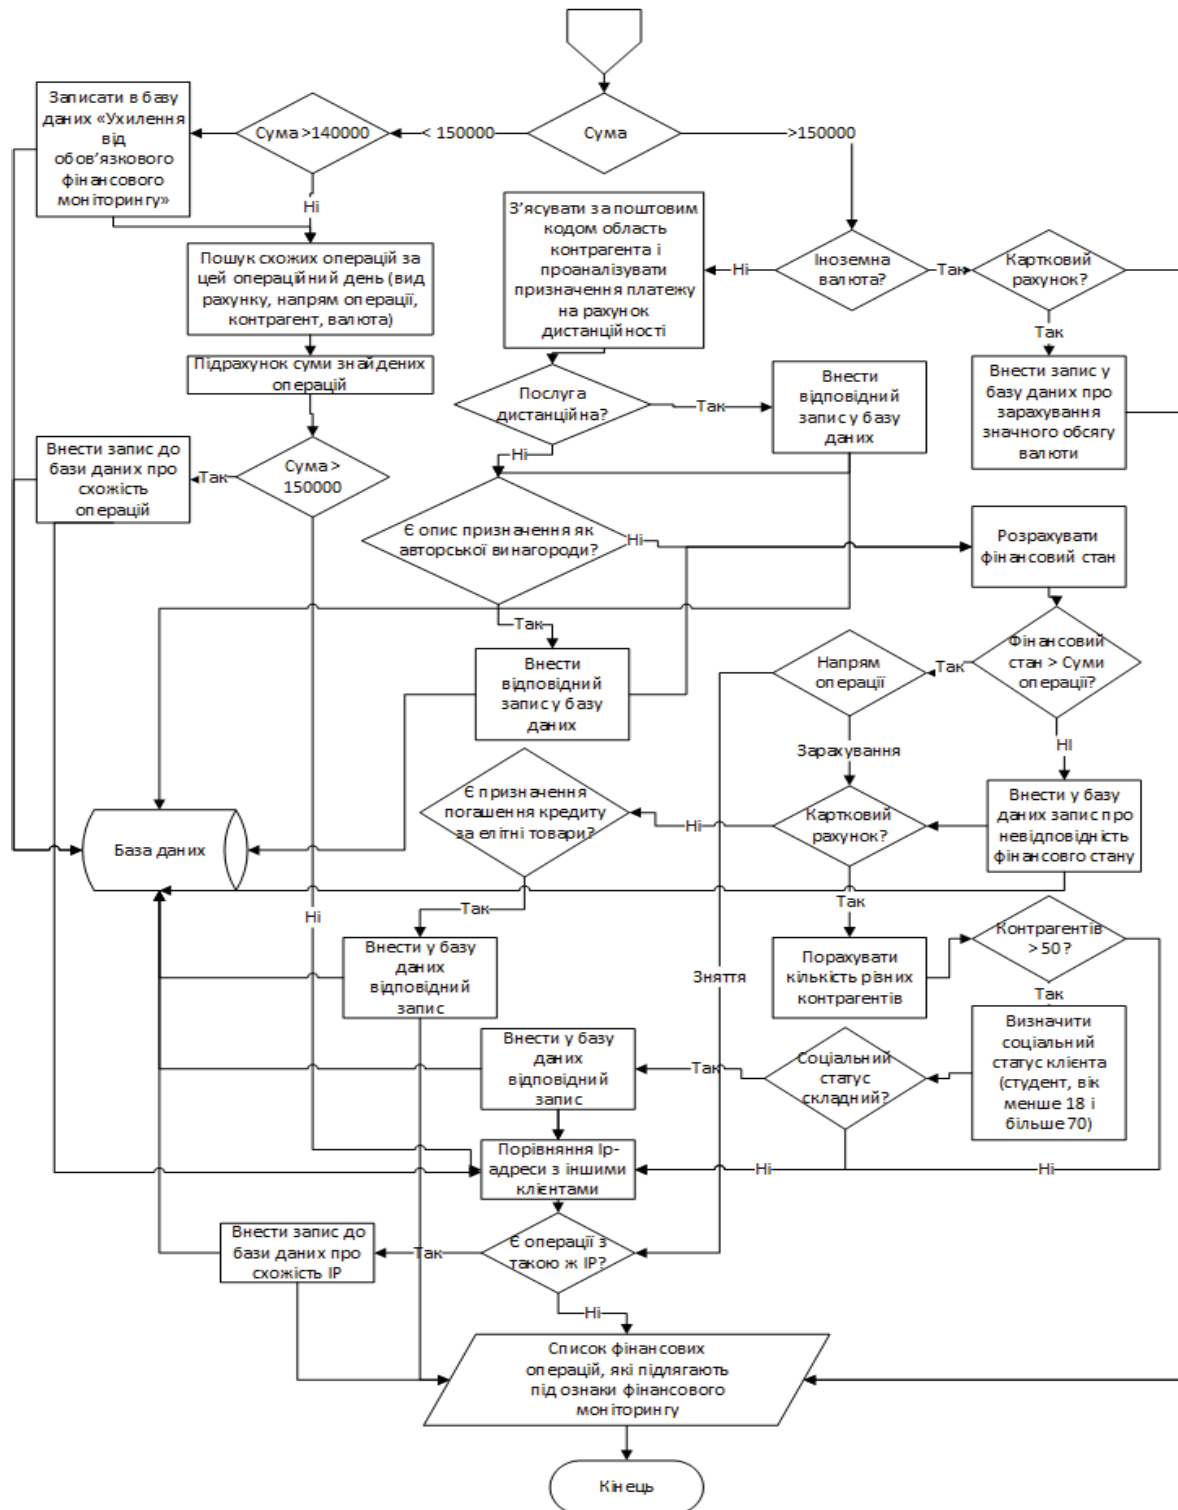 Записати в базу
даних «Ухилення
від
обов’язкового
фінансового
моніторингу»
Сума >140000
< 150000
Сума
>150000
Ні
З’ясувати за поштовим
кодом область
контрагента і
проаналізувати
призначення платежу
на рахунок
дистанційності
Ні
Іноземна
валюта?
Так
Картковий
рахунок?
Пошук схожих операцій за
цей операційний день (вид
рахунку, напрям операції,
контрагент, валюта)
Так
Підрахунок суми знайдених
операцій
Послуга
дистанційна?
Так
Внести
відповідний
запис у базу
даних
Внести запис у
базу даних про
зарахування
значного обсягу
валюти
Внести запис до
бази даних про
схожість
операцій
Так
Сума >
150000
Ні
Є опис призначення як
авторської винагороди?
Ні
Розрахувати
фінансовий стан
Так
Внести
відповідний
запис у базу
даних
Напрям
операції
Так
Фінансовий
стан > Суми
операції?
Зарахування
НІ
Є призначення
погашення кредиту
за елітні товари?
Ні
Картковий
рахунок?
Внести у базу
даних запис про
невідповідність
фінансовго стану
База даних
Так
Так
Ні
Контрагентів
> 50?
Внести у базу
даних
відповідний
запис
Зняття
Порахувати
кількість різних
контрагентів
Так
Внести у базу
даних
відповідний
запис
Так
Соціальний
статус
складний?
Визначити
соціальний
статус клієнта
(студент, вік
менше 18 і
більше 70)
Порівняння Ір-
адреси з іншими
клієнтами
Ні
Ні
Внести запис до
бази даних про
схожість ІР
Так
Є операції з
такою ж ІР?
Ні
Список фінансових
операцій, які підлягають
під ознаки фінансового
моніторингу
Кінець